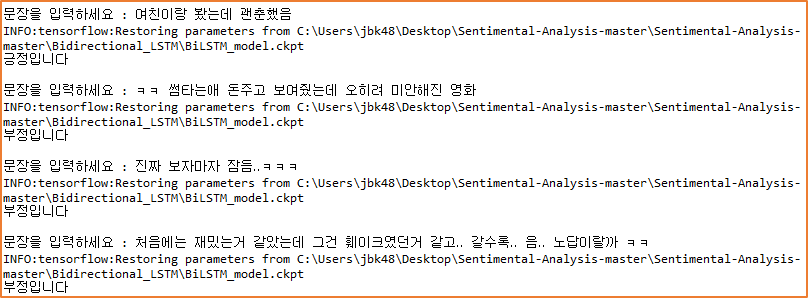 문장을 입력하세요 : 여친이랑 봤는데 괜춘했음
INFO:tensorflow:Restoring parameters from C:\Users\jbk48\Desktop\Sentimental-Analysis-master\Sentimental-Analysis-
master\Bidirectional_LSTM\BiLSTM_model.ckpt
긍정입니다
문장을 입력하세요 : ㅋㅋ 썸타는애 돈주고 보여줬는데 오히려 미안해진 영화
INFO:tensorflow:Restoring parameters from C:\Users\jbk48\Desktop\Sentimental-Analysis-master\Sentimental-Analysis-
master\Bidirectional_LSTM\BiLSTM_model.ckpt
부정입니다
문장을 입력하세요 : 진짜 보자마자 잠듬..ㅋㅋㅋ
INFO:tensorflow:Restoring parameters from C:\Users\jbk48\Desktop\Sentimental-Analysis-master\Sentimental-Analysis-
master\Bidirectional_LSTM\BiLSTM_model.ckpt
부정입니다
문장을 입력하세요 : 처음에는 재밌는거 같았는데 그건 훼이크였던거 같고.. 갈수록.. 음.. 노답이랄까 ㅋㅋ
INFO:tensorflow:Restoring parameters from C:\Users\jbk48\Desktop\Sentimental-Analysis-master\Sentimental-Analysis-
master\Bidirectional_LSTM\BiLSTM_model.ckpt
부정입니다